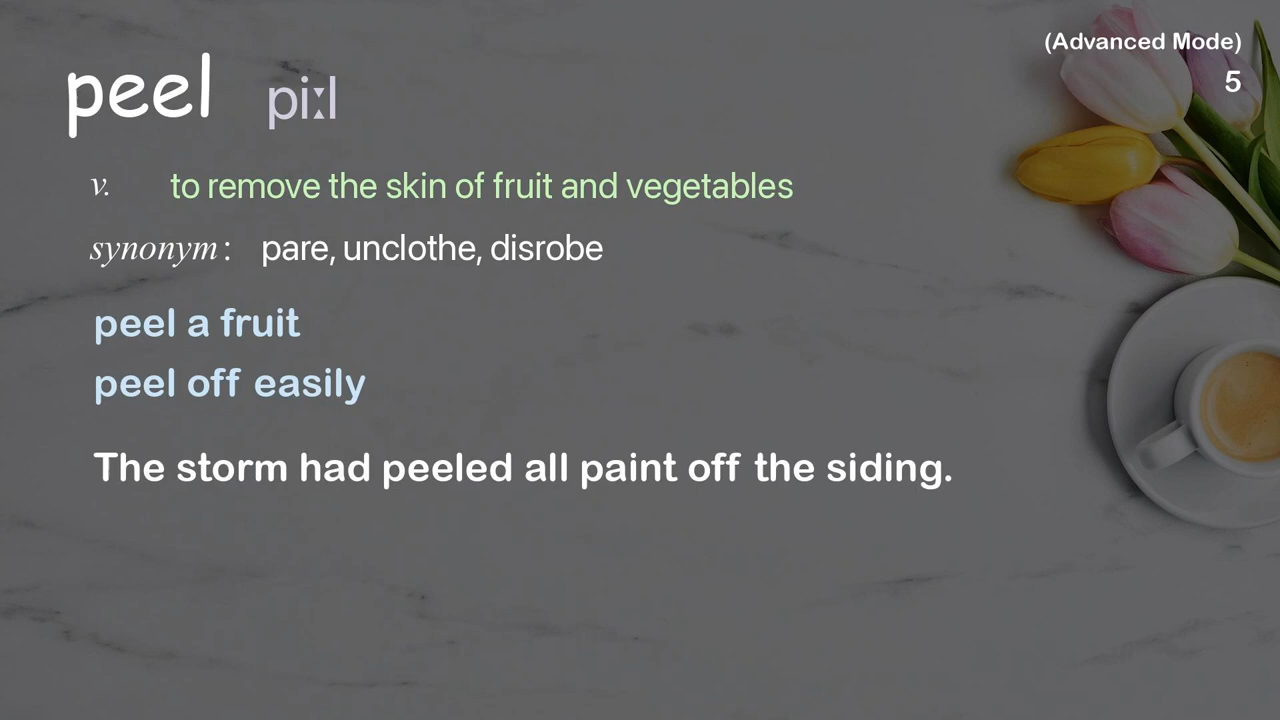 (Advanced Mode)
5
peel piːl
v. to remove the skin of fruit and vegetables
synonym: pare, unclothe, disrobe
peel a fruit
peel off easily
The storm had peeled all paint off the siding.